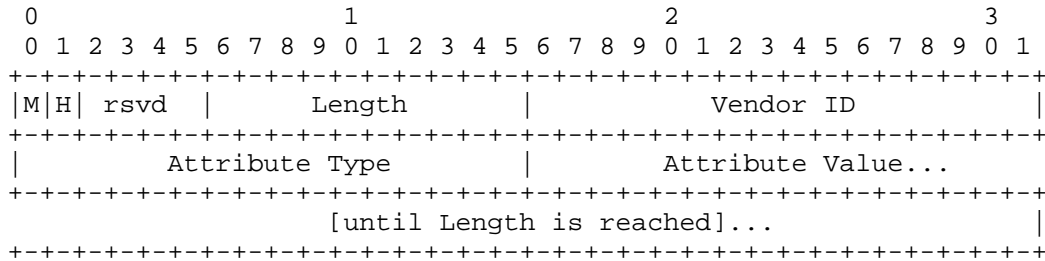 0                   1                   2                   3
 0 1 2 3 4 5 6 7 8 9 0 1 2 3 4 5 6 7 8 9 0 1 2 3 4 5 6 7 8 9 0 1
+-+-+-+-+-+-+-+-+-+-+-+-+-+-+-+-+-+-+-+-+-+-+-+-+-+-+-+-+-+-+-+-+
|M|H| rsvd  |      Length       |           Vendor ID           |
+-+-+-+-+-+-+-+-+-+-+-+-+-+-+-+-+-+-+-+-+-+-+-+-+-+-+-+-+-+-+-+-+
|         Attribute Type        |        Attribute Value...
+-+-+-+-+-+-+-+-+-+-+-+-+-+-+-+-+-+-+-+-+-+-+-+-+-+-+-+-+-+-+-+-+
                    [until Length is reached]...                |
+-+-+-+-+-+-+-+-+-+-+-+-+-+-+-+-+-+-+-+-+-+-+-+-+-+-+-+-+-+-+-+-+